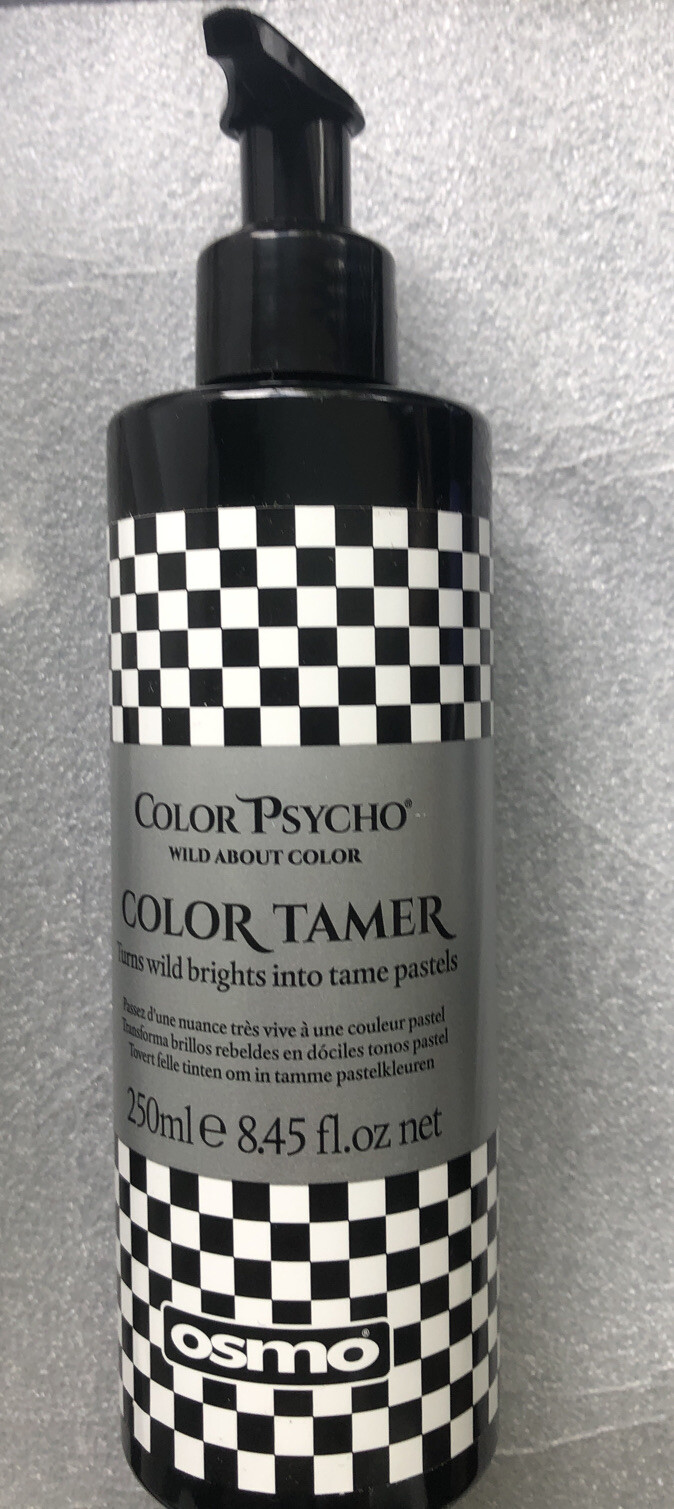 COLOR PSYCHO®
WILD ABOUT COLOR
COLOR TAMER
Turns wild brights into tame pastels
Passez d'une nuance très vive à une couleur pastel
Transforma brillos rebeldes en dóciles tonos pastel
Tovert felle tinten om in tamme pastelkleuren
250ml e 8.45 fl.oz net
osmo®